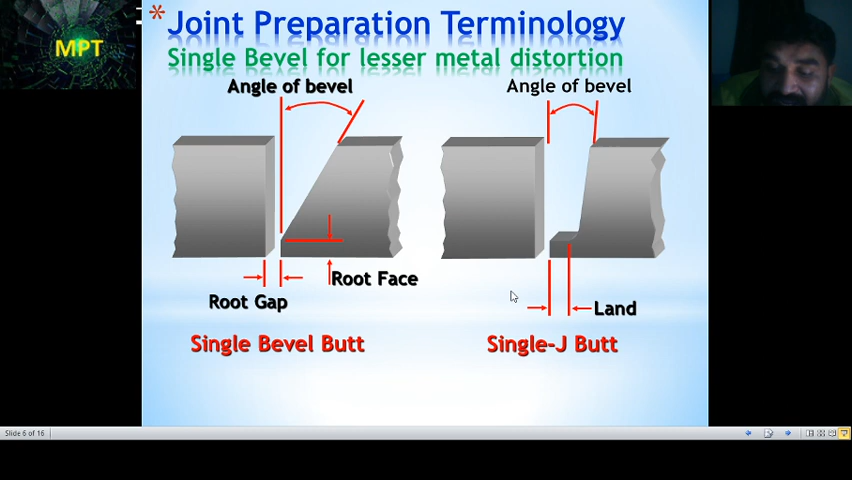 MPT
* Joint Preparation Terminology
Single Bevel for lesser metal distortion
Angle of bevel
Angle of bevel
Root Face
Root Gap
Land
Single Bevel Butt
Single-J Butt
Slide 6 of 16